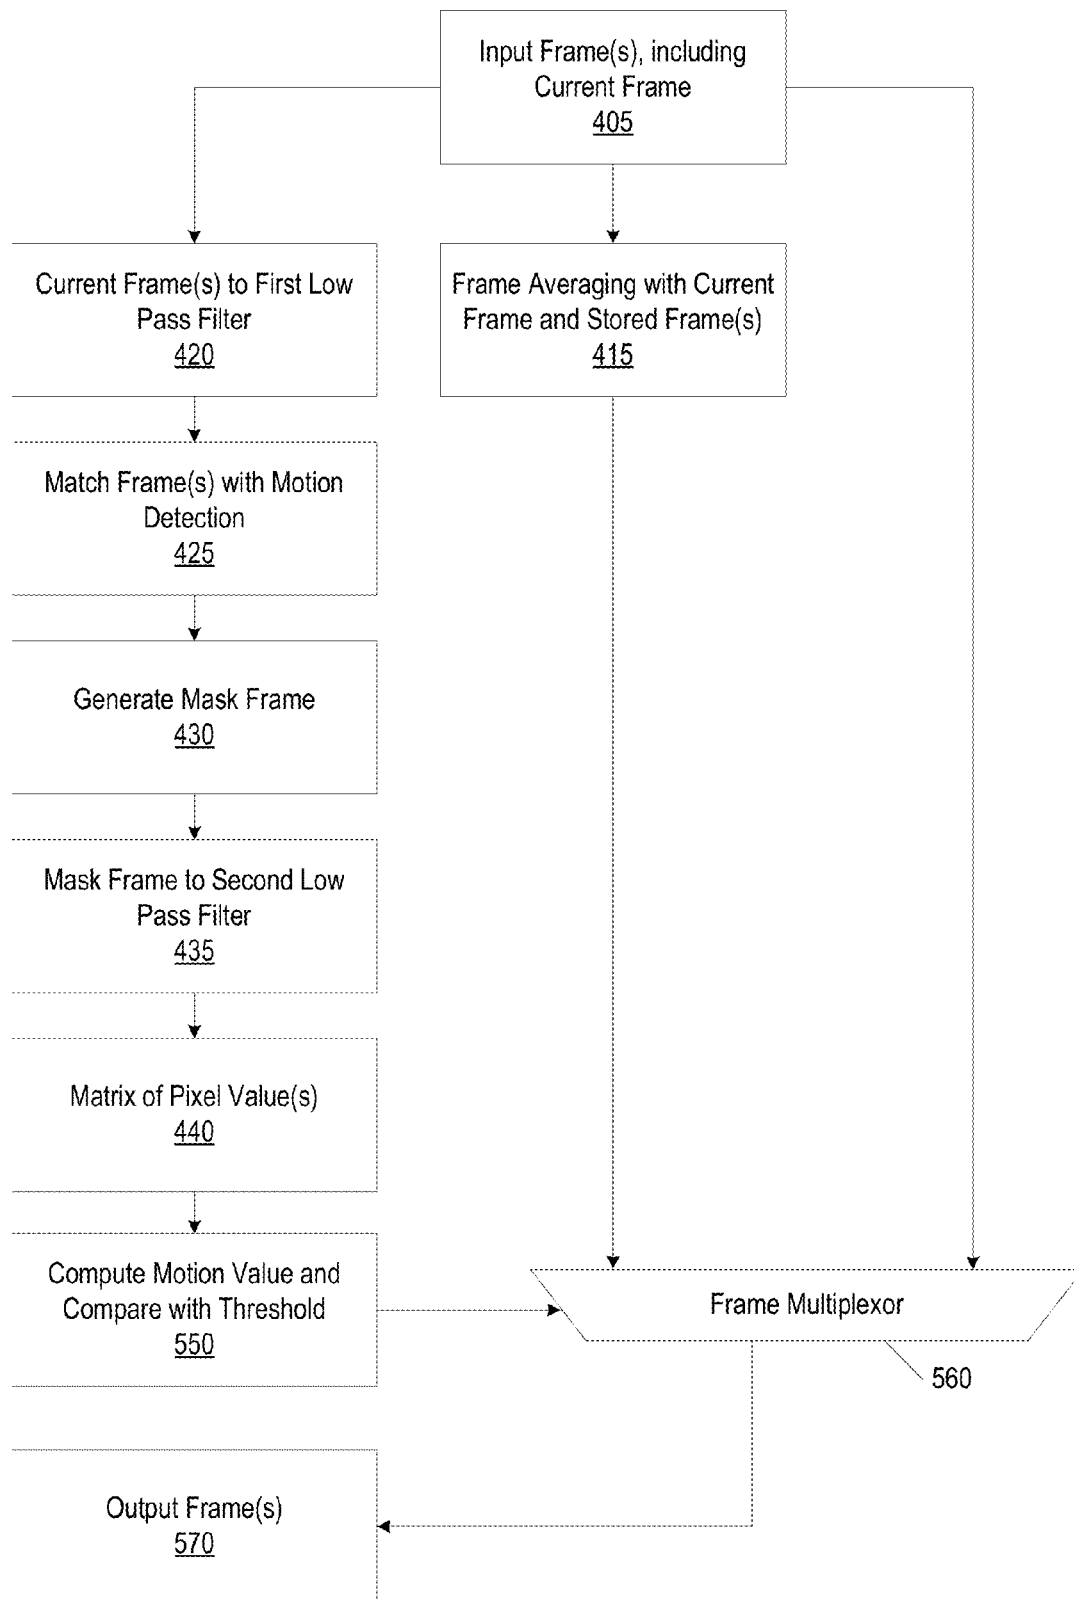 Input Frame(s), including
Current Frame
405
Current Frame(s) to First Low
Pass Filter
420
Frame Averaging with Current
Frame and Stored Frame(s)
415
Match Frame(s) with Motion
Detection
425
Generate Mask Frame
430
Mask Frame to Second Low
Pass Filter
435
Matrix of Pixel Value(s)
440
Compute Motion Value and
Compare with Threshold
550
Frame Multiplexor
560
Output Frame(s)
570